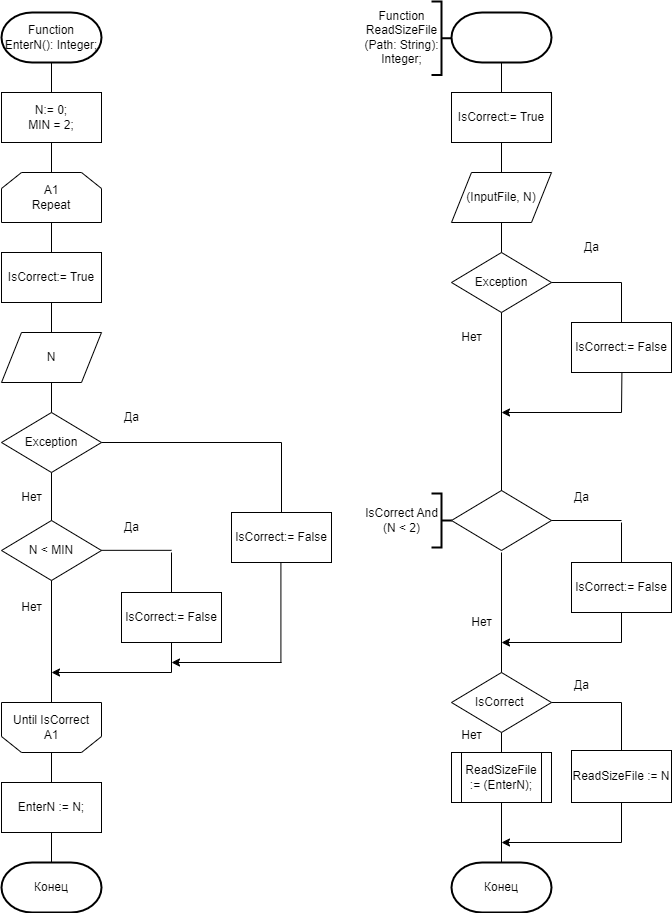 Function
EnterN(): Integer;
N:= 0;
MIN = 2;
A1
Repeat
IsCorrect:= True
N
Exception
Да
Нет
IsCorrect:= False
N < MIN
Да
Нет
IsCorrect:= False
Until IsCorrect
A1
EnterN := N;
Конец
Function
ReadSizeFile
(Path: String):
Integer;
IsCorrect:= True
(InputFile, N)
Exception
Да
Нет
IsCorrect:= False
IsCorrect And
(N < 2)
Да
IsCorrect:= False
Нет
IsCorrect
Да
Нет
ReadSizeFile
:= (EnterN);
ReadSizeFile := N
Конец